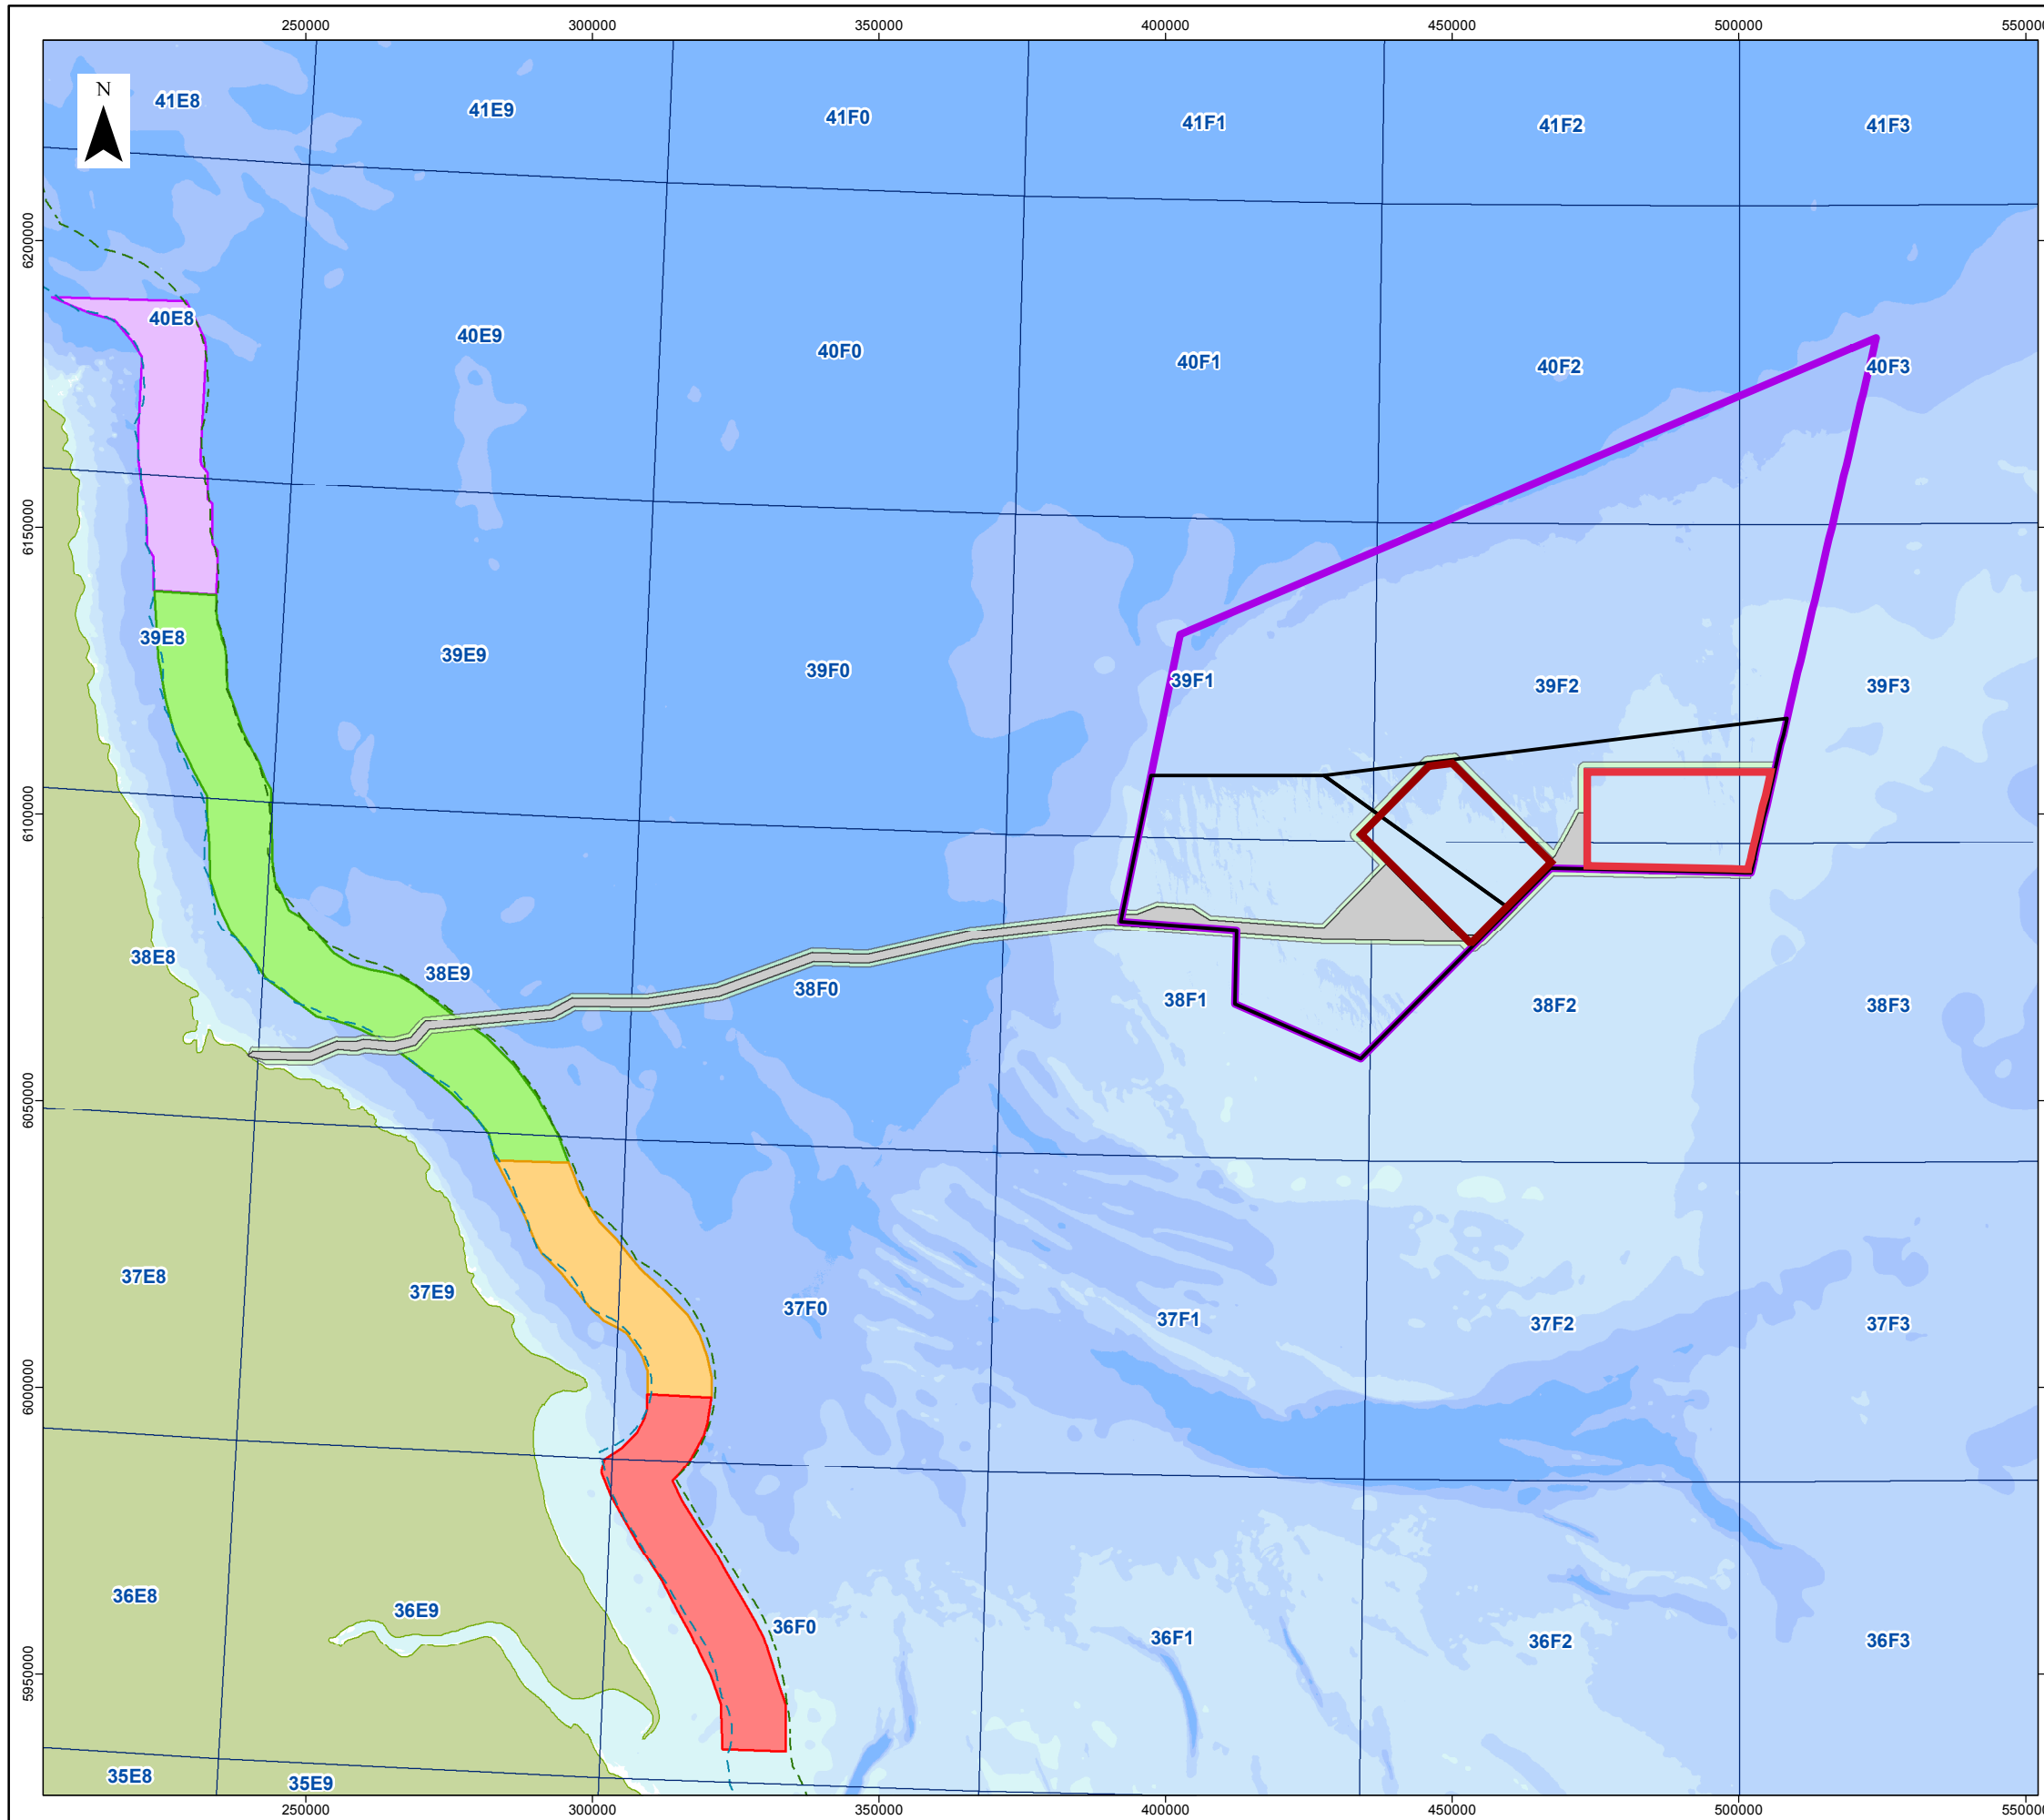 250000 300000 350000 400000 450000 500000 550000
N
41E8 41E9 41F0 41F1 41F2 41F3
6200000
40E8 40E9 40F0 40F1 40F2 40F3
6150000
39E8 39E9 39F0 39F1 39F2 39F3
6100000
38E8 38E9 38F0 38F1 38F2 38F3
6050000
37E8 37E9 37F0 37F1 37F2 37F3
6000000
36E8 36E9 36F0 36F1 36F2 36F3
5950000
35E8 35E9
250000 300000 350000 400000 450000 500000 550000